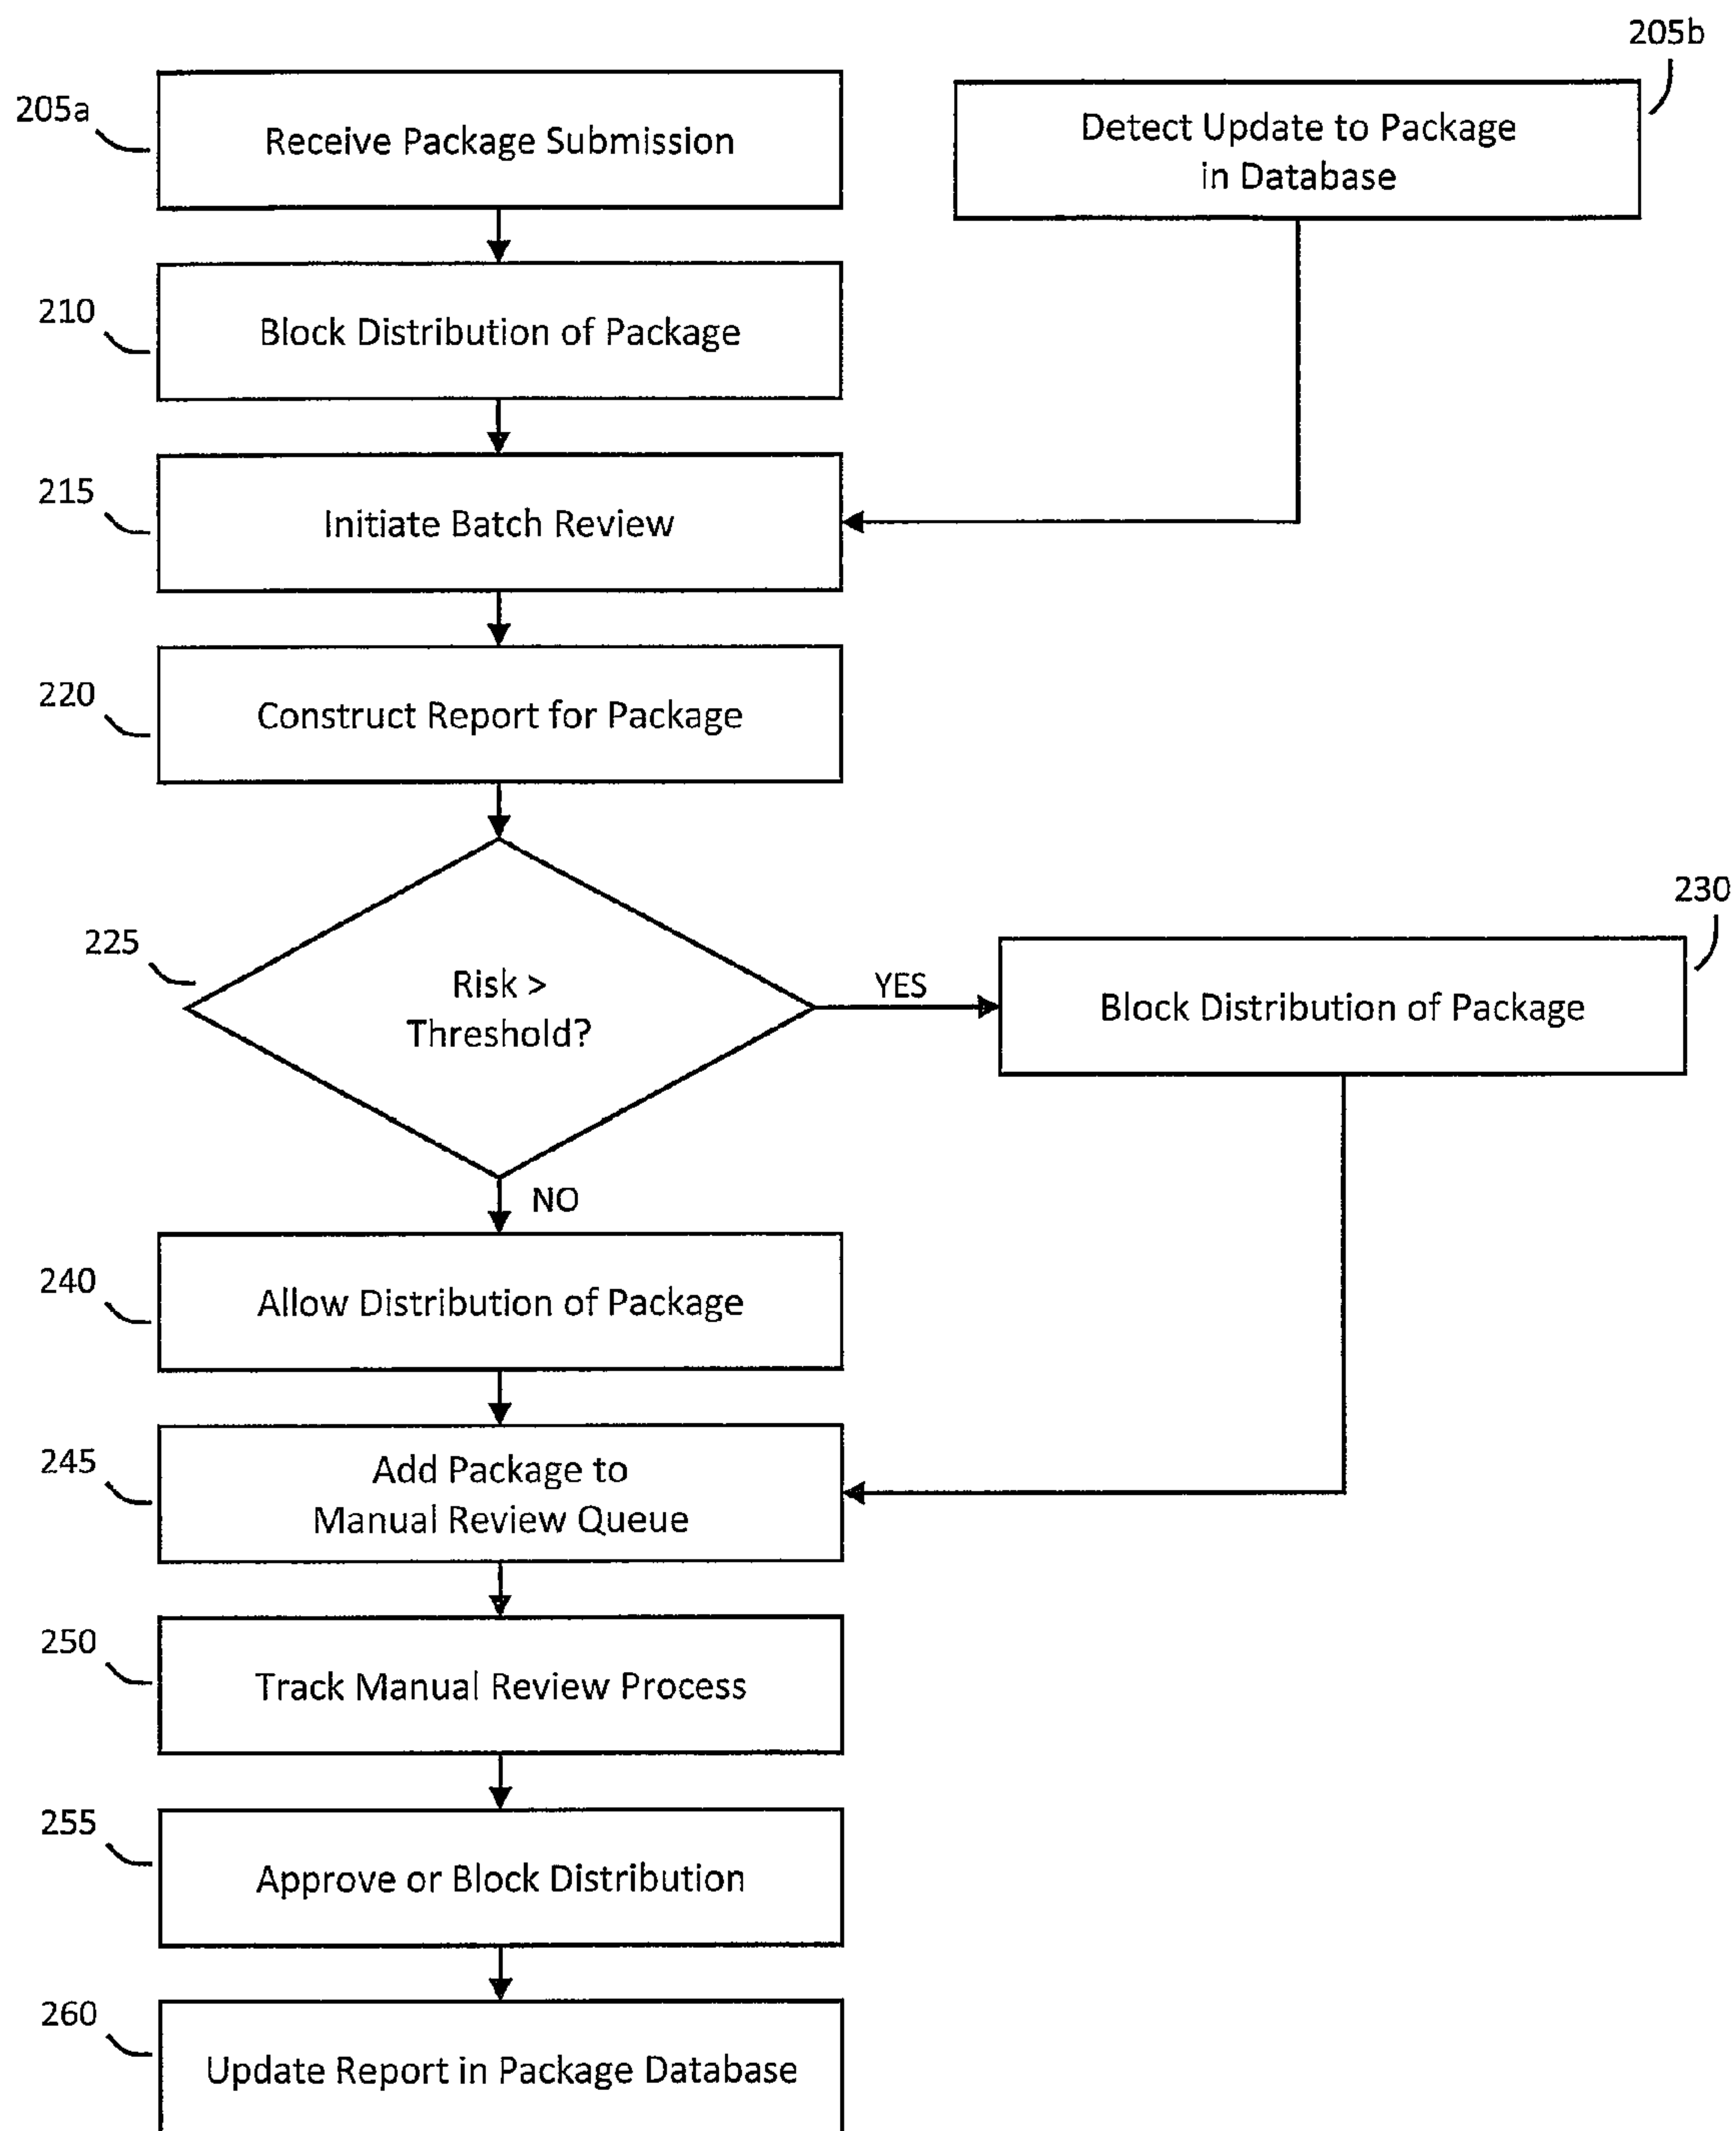 205b
205a
Receive Package Submission
Detect Update to Package
in Database
210
Block Distribution of Package
215
Initiate Batch Review
220
Construct Report for Package
225
Risk >
Threshold?
YES
230
Block Distribution of Package
NO
240
Allow Distribution of Package
245
Add Package to
Manual Review Queue
250
Track Manual Review Process
255
Approve or Block Distribution
260
Update Report in Package Database